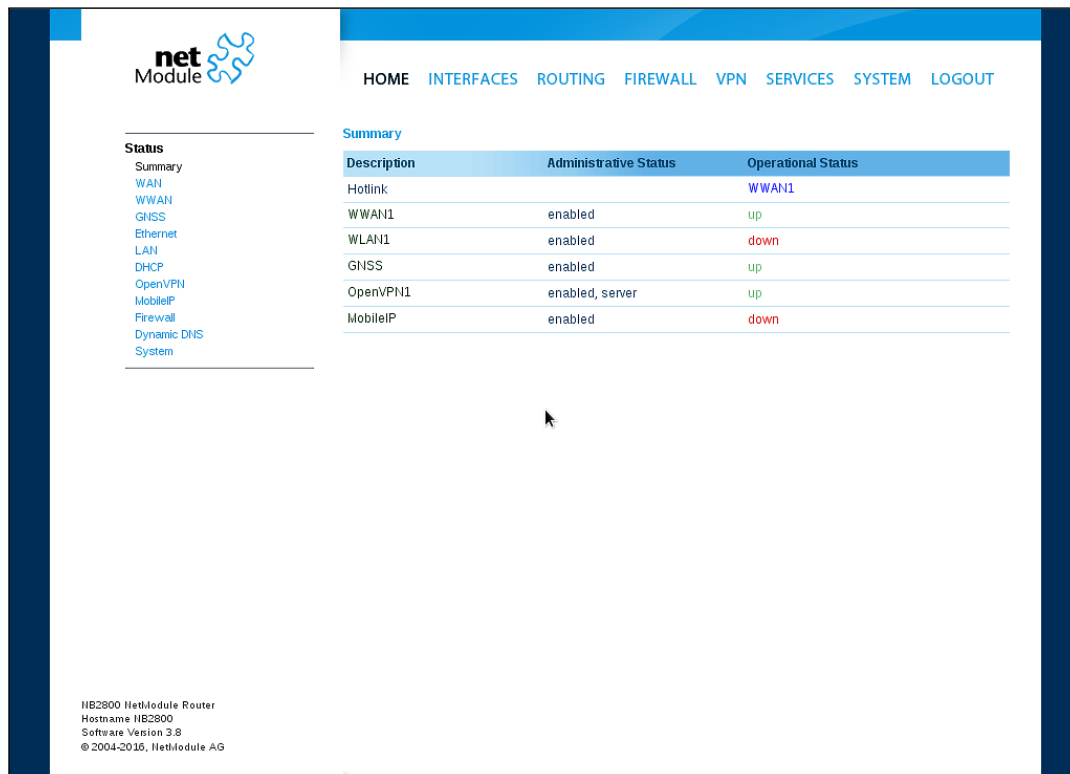 net
Module
HOME INTERFACES ROUTING FIREWALL VPN SERVICES SYSTEM LOGOUT
Status
Summary
WAN
WWAN
GNSS
Ethernet
LAN
DHCP
OpenVPN
MobileIP
Firewall
Dynamic DNS
System
Summary
Description Administrative Status Operational Status
Hotlink WWAN1
WWAN1 enabled up
WLAN1 enabled down
GNSS enabled up
OpenVPN1 enabled, server up
MobileIP enabled down
NB2800 NetModule Router
Hostname NB2800
Software Version 3.8
© 2004-2016, NetModule AG